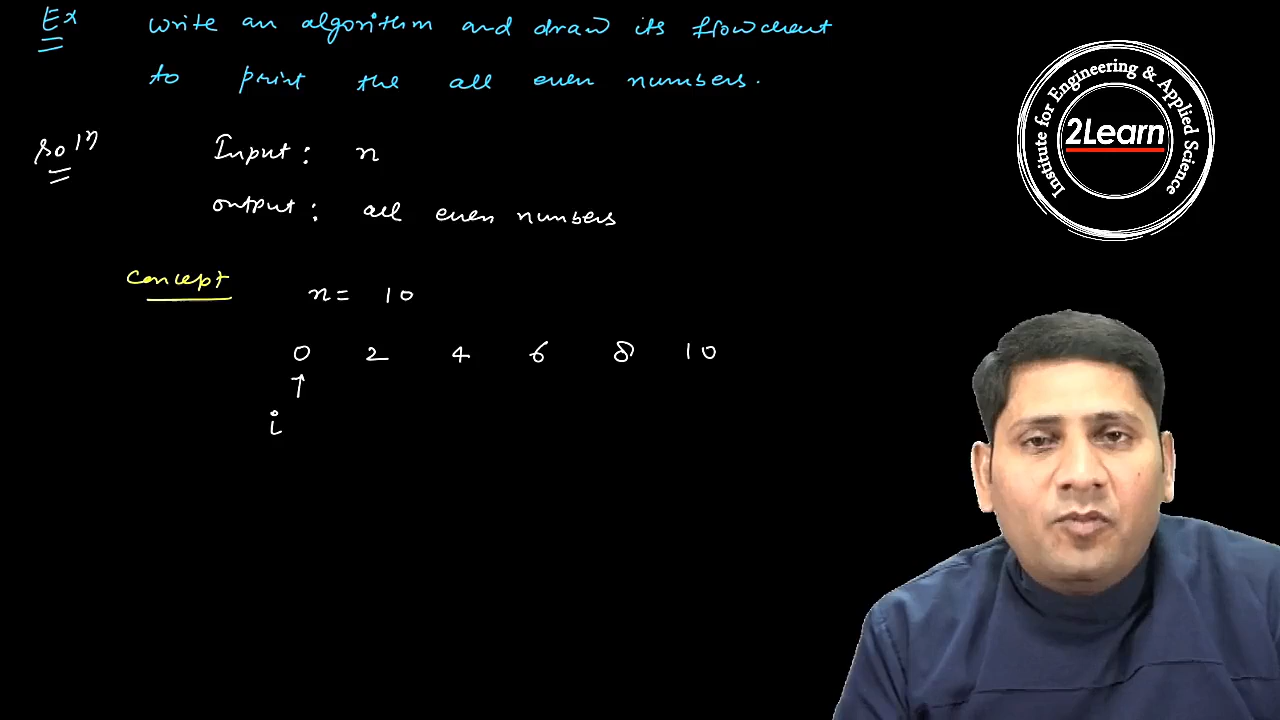 Ex write an algorithm and draw its flowchart
to print the all even numbers.
Soln Input: n
output: all even numbers
Concept n= 10
0 2 4 6 8 10
↑
i
Institute for Engineering & Applied Science
2Learn